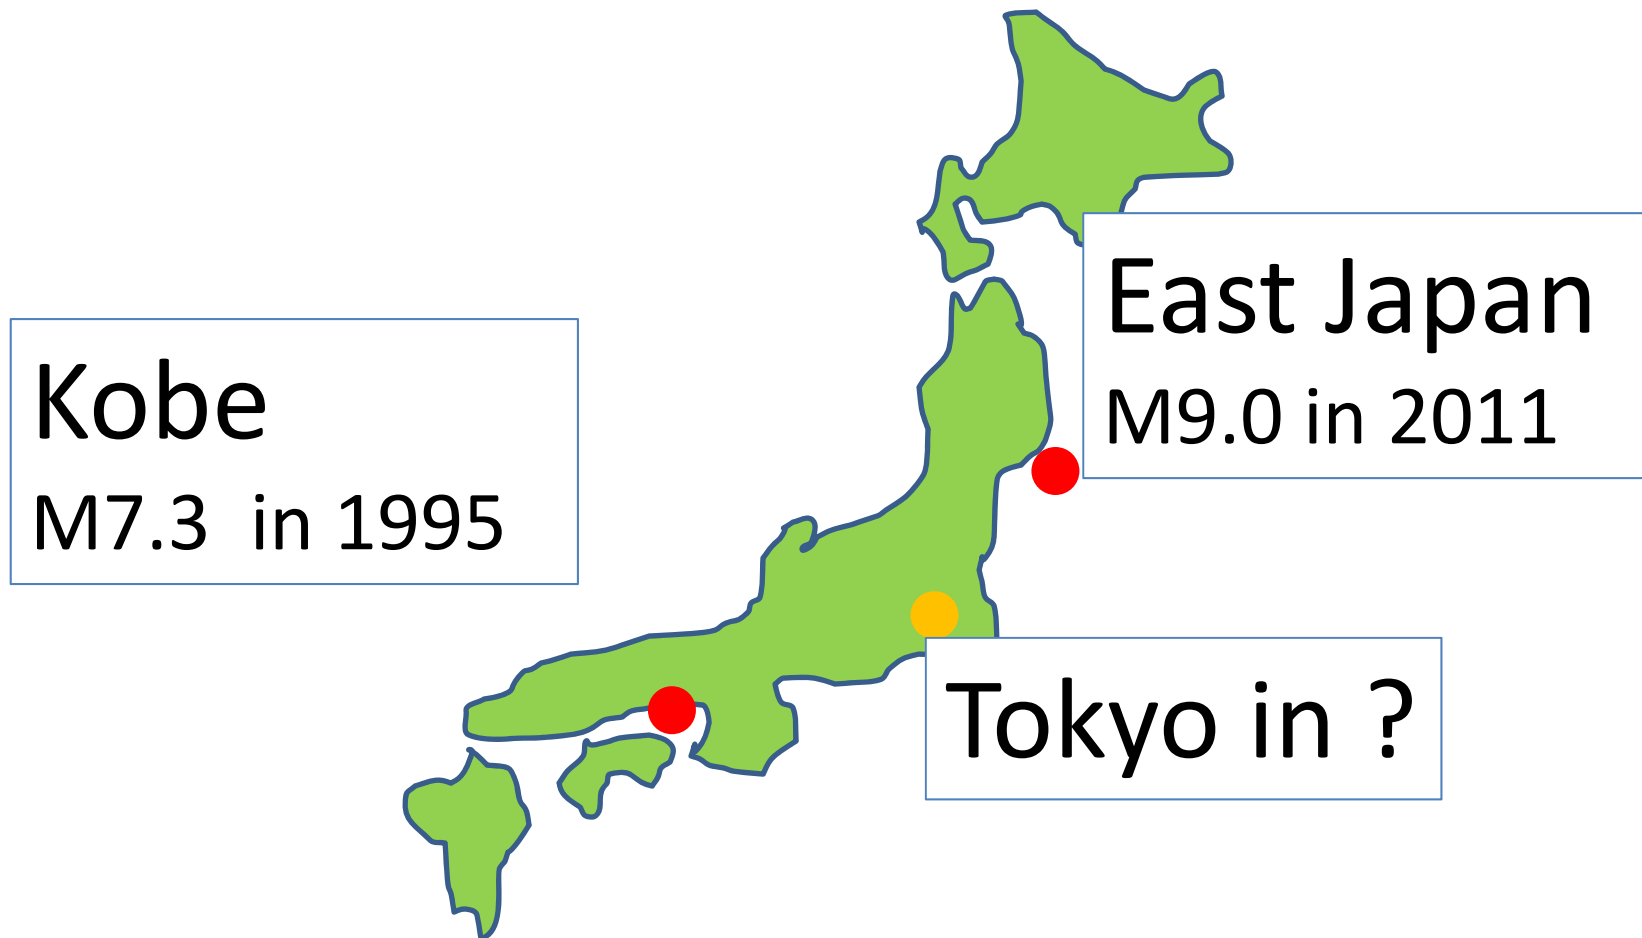 East Japan
M9.0 in 2011
Kobe
M7.3  in 1995
Tokyo in ?